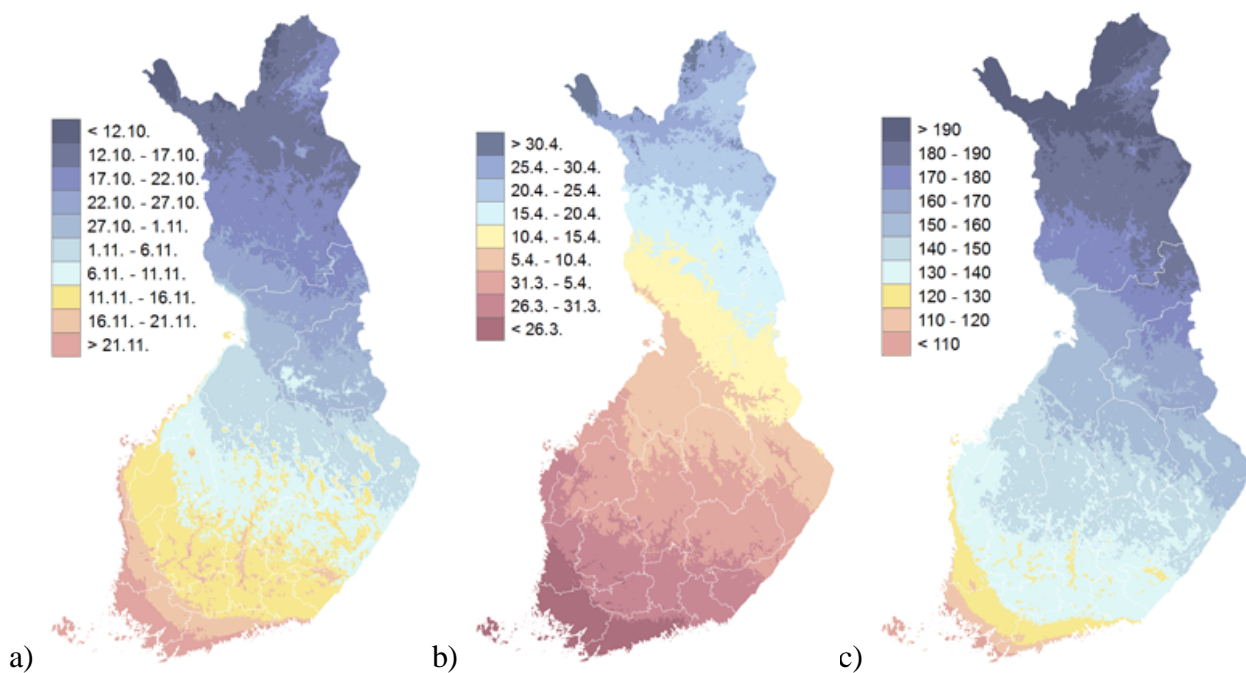 < 12.10.
12.10. - 17.10.
17.10. - 22.10.
22.10. - 27.10.
27.10. - 1.11.
1.11. - 6.11.
6.11. - 11.11.
11.11. - 16.11.
16.11. - 21.11.
> 21.11.
a)
> 30.4.
25.4. - 30.4.
20.4. - 25.4.
15.4. - 20.4.
10.4. - 15.4.
5.4. - 10.4.
31.3. - 5.4.
26.3. - 31.3.
< 26.3.
b)
> 190
180 - 190
170 - 180
160 - 170
150 - 160
140 - 150
130 - 140
120 - 130
110 - 120
< 110
c)